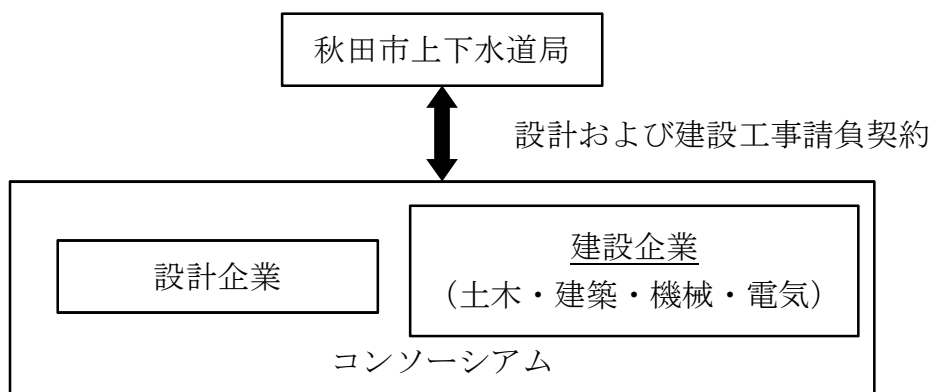 秋田市上下水道局
設計および建設工事請負契約
設計企業
建設企業
（土木・建築・機械・電気）
コンソーシアム